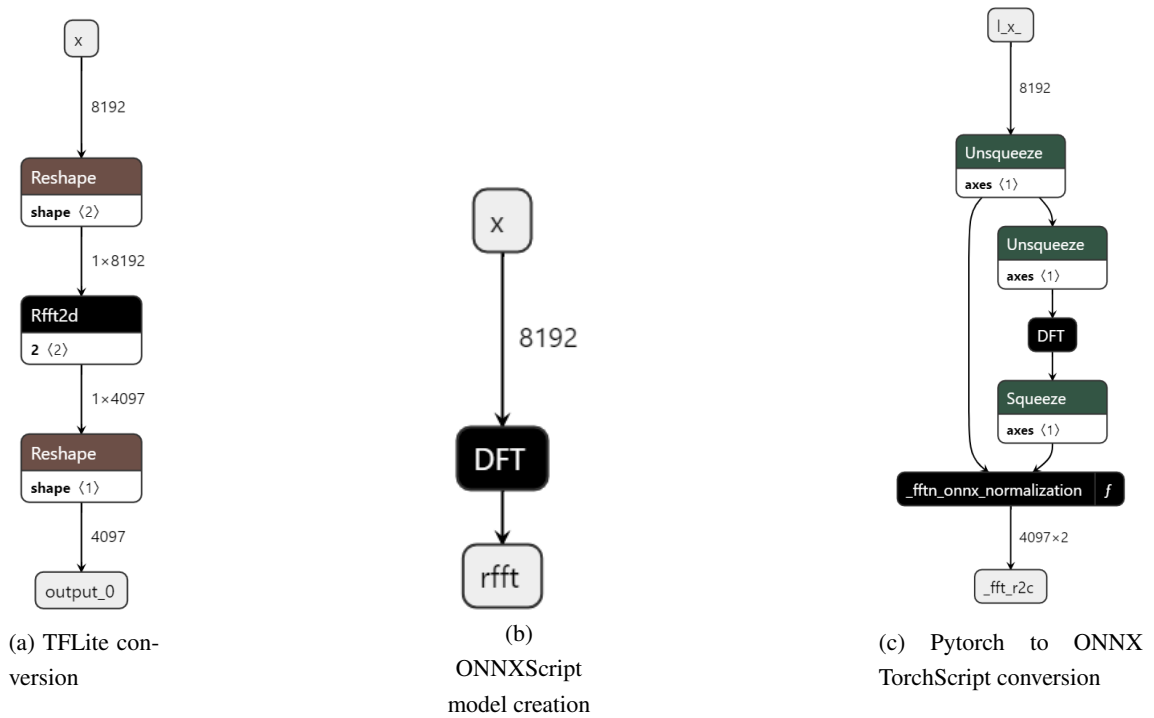 x
8192
Reshape
shape ⟨2⟩
1×8192
Rfft2d
2 ⟨2⟩
1×4097
Reshape
shape ⟨1⟩
4097
output_0
(a) TFLite con-
version
x
8192
DFT
rfft
(b)
ONNXScript
model creation
l_x_
8192
Unsqueeze
axes ⟨1⟩
Unsqueeze
axes ⟨1⟩
DFT
Squeeze
axes ⟨1⟩
_fftn_onnx_normalization f
4097×2
_fft_r2c
(c) Pytorch to ONNX
TorchScript conversion